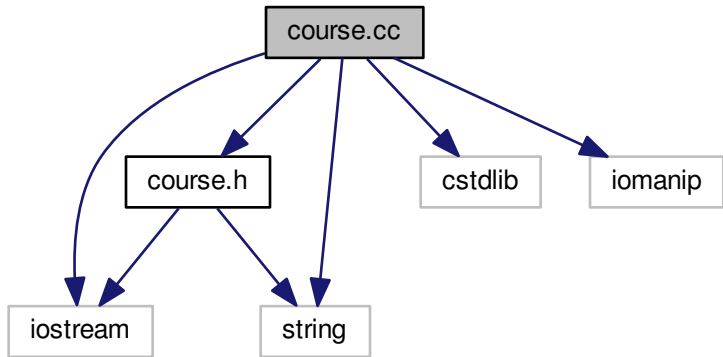 course.cc
course.h
cstdlib
iomanip
iostream
string